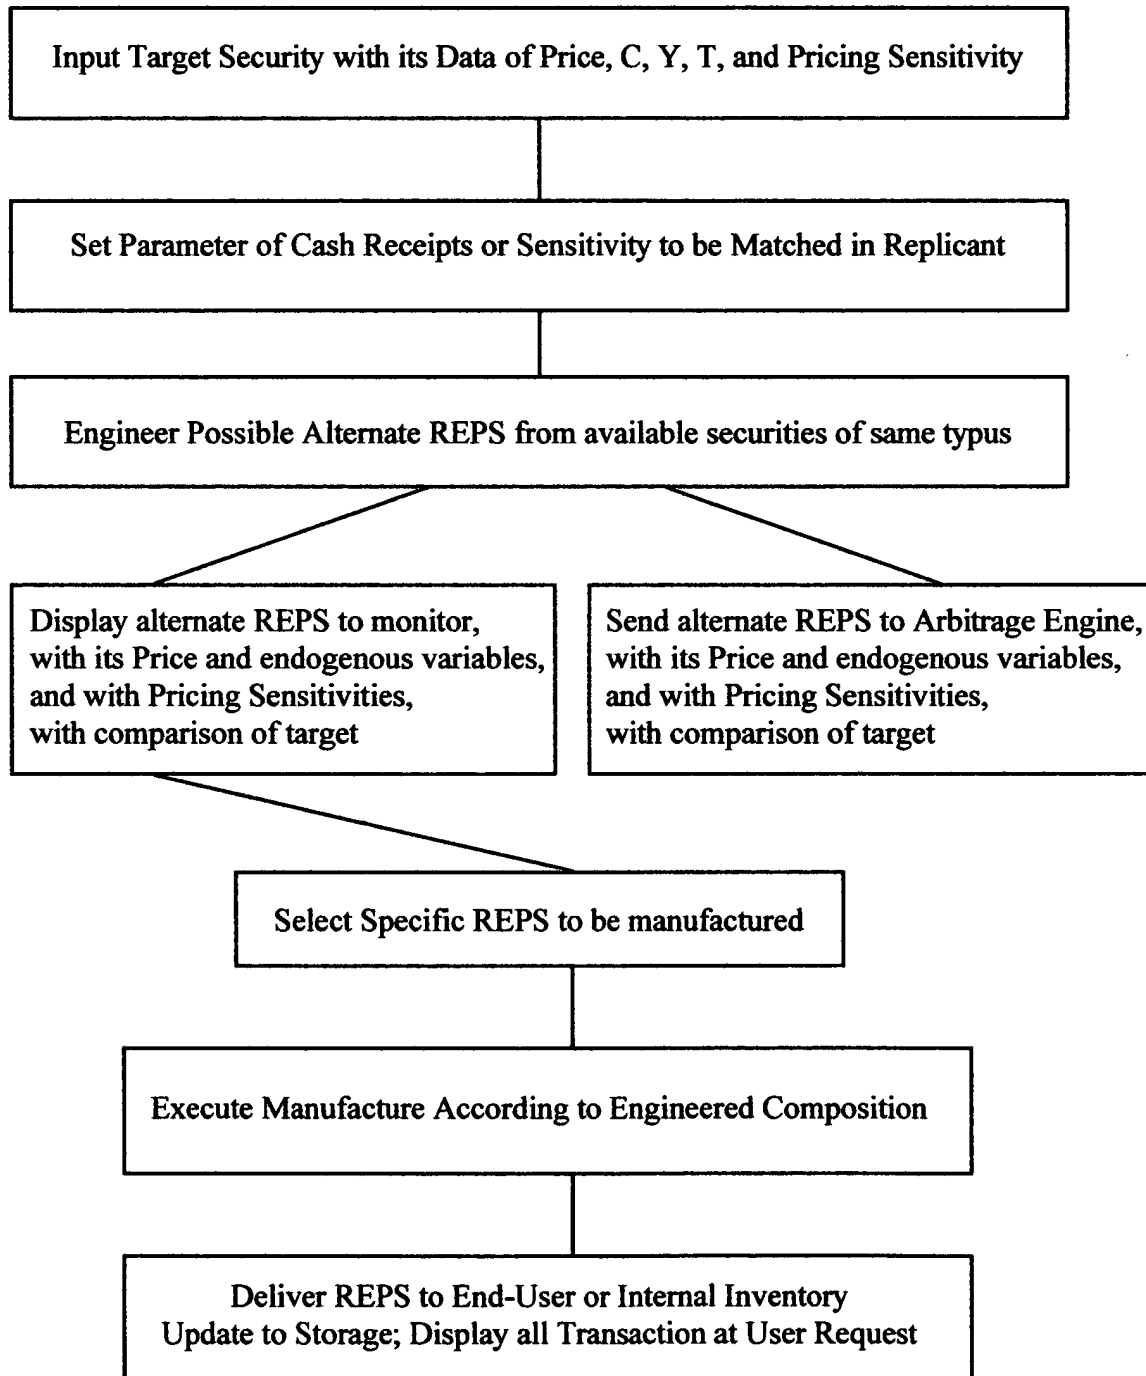 Input Target Security with its Data of Price, C, Y, T, and Pricing Sensitivity
Set Parameter of Cash Receipts or Sensitivity to be Matched in Replicant
Engineer Possible Alternate REPS from available securities of same typus
Display alternate REPS to monitor,
with its Price and endogenous variables,
and with Pricing Sensitivities,
with comparison of target
Send alternate REPS to Arbitrage Engine,
with its Price and endogenous variables,
and with Pricing Sensitivities,
with comparison of target
Select Specific REPS to be manufactured
Execute Manufacture According to Engineered Composition
Deliver REPS to End-User or Internal Inventory
Update to Storage; Display all Transaction at User Request